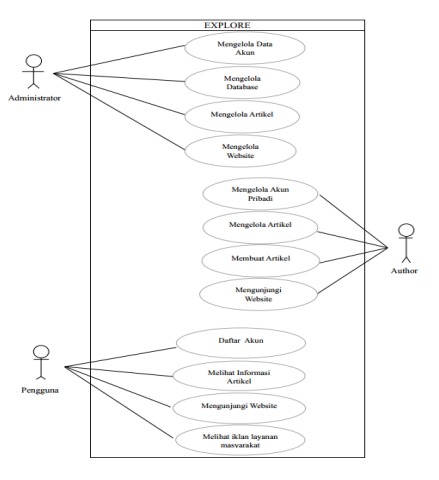 EXPLORE
Mengelola Data
Akun
Mengelola
Database
Administrator
Mengelola Artikel
Mengelola
Website
Mengelola Akun
Pribadi
Mengelola Artikel
Membuat Artikel
Author
Mengunjungi
Website
Daftar Akun
Melihat Informasi
Artikel
Pengguna
Mengunjungi Website
Melihat iklan layanan
masyarakat